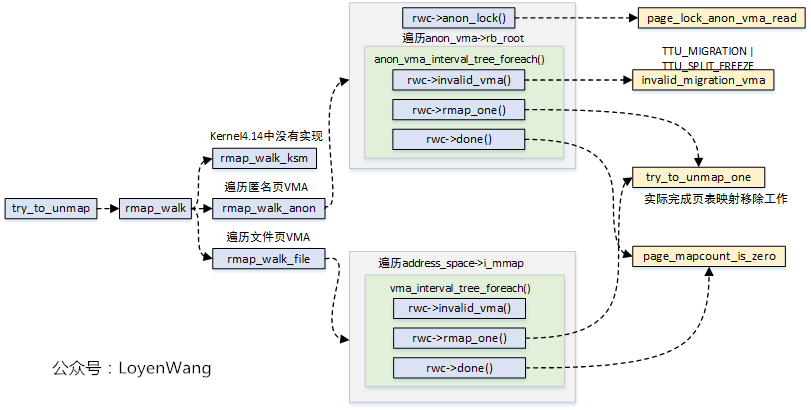 rwc->anon_lock()
page_lock_anon_vma_read
遍历anon_vma->rb_root
anon_vma_interval_tree_foreach()
TTU_MIGRATION |
TTU_SPLIT_FREEZE
rwc->invalid_vma()
invalid_migration_vma
rwc->rmap_one()
rwc->done()
Kernel4.14中没有实现
rmap_walk_ksm
try_to_unmap_one
实际完成页表映射移除工作
遍历匿名页VMA
try_to_unmap
rmap_walk
rmap_walk_anon
遍历文件页VMA
rmap_walk_file
page_mapcount_is_zero
遍历address_space->i_mmap
vma_interval_tree_foreach()
rwc->invalid_vma()
rwc->rmap_one()
rwc->done()
公众号：LoyenWang